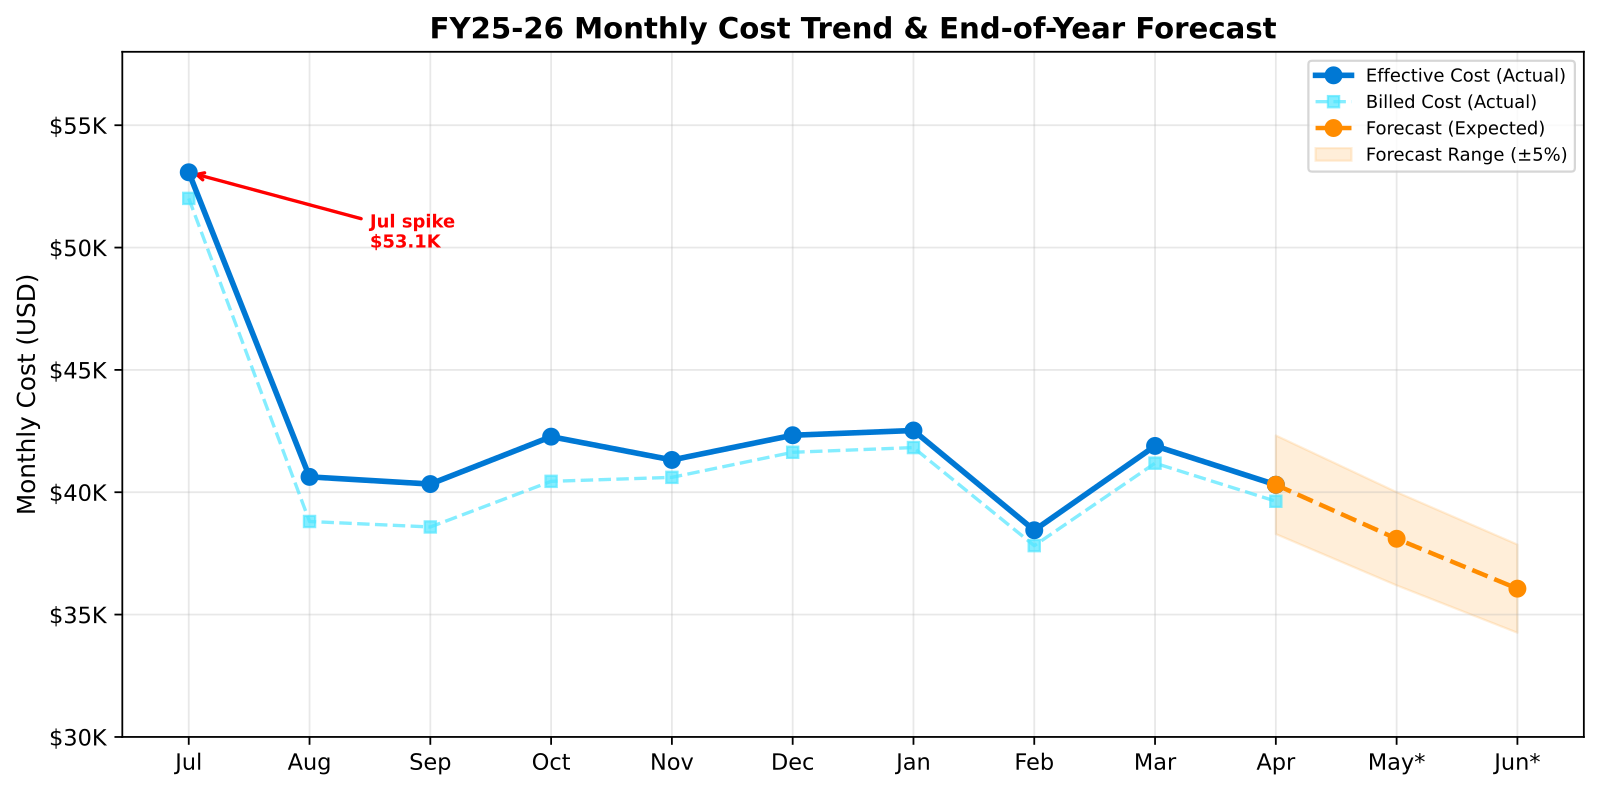 FY25-26 Monthly Cost Trend & End-of-Year Forecast
Effective Cost (Actual)
Billed Cost (Actual)
Forecast (Expected)
Forecast Range (±5%)
Jul spike
$53.1K
Monthly Cost (USD)
$55K
$50K
$45K
$40K
$35K
$30K
Jul Aug Sep Oct Nov Dec Jan Feb Mar Apr May* Jun*